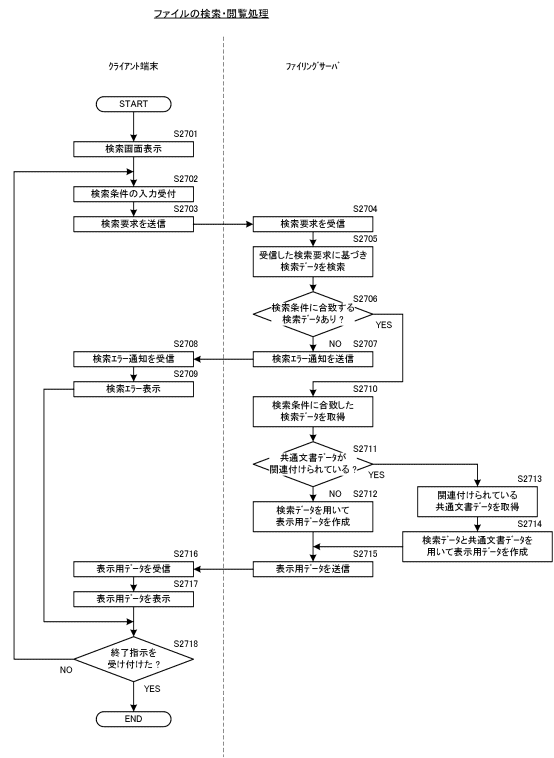 ファイルの検索・閲覧処理
クライアント端末
ファイリングサーバ
START
S2701
検索画面表示
S2702
検索条件の入力受付
S2703
検索要求を送信
S2704
検索要求を受信
S2705
受信した検索要求に基づき
検索データを検索
S2706
検索条件に合致する
検索データあり?
YES
NO
S2707
検索エラー通知を送信
S2708
検索エラー通知を受信
S2709
検索エラー表示
S2710
検索条件に合致した
検索データを取得
S2711
共通文書データが
関連付けられている?
YES
NO
S2712
検索データを用いて
表示用データを作成
S2713
関連付けられている
共通文書データを取得
S2714
検索データと共通文書データを
用いて表示用データを作成
S2715
表示用データを送信
S2716
表示用データを受信
S2717
表示用データを表示
S2718
終了指示を
受け付けた?
NO
YES
END